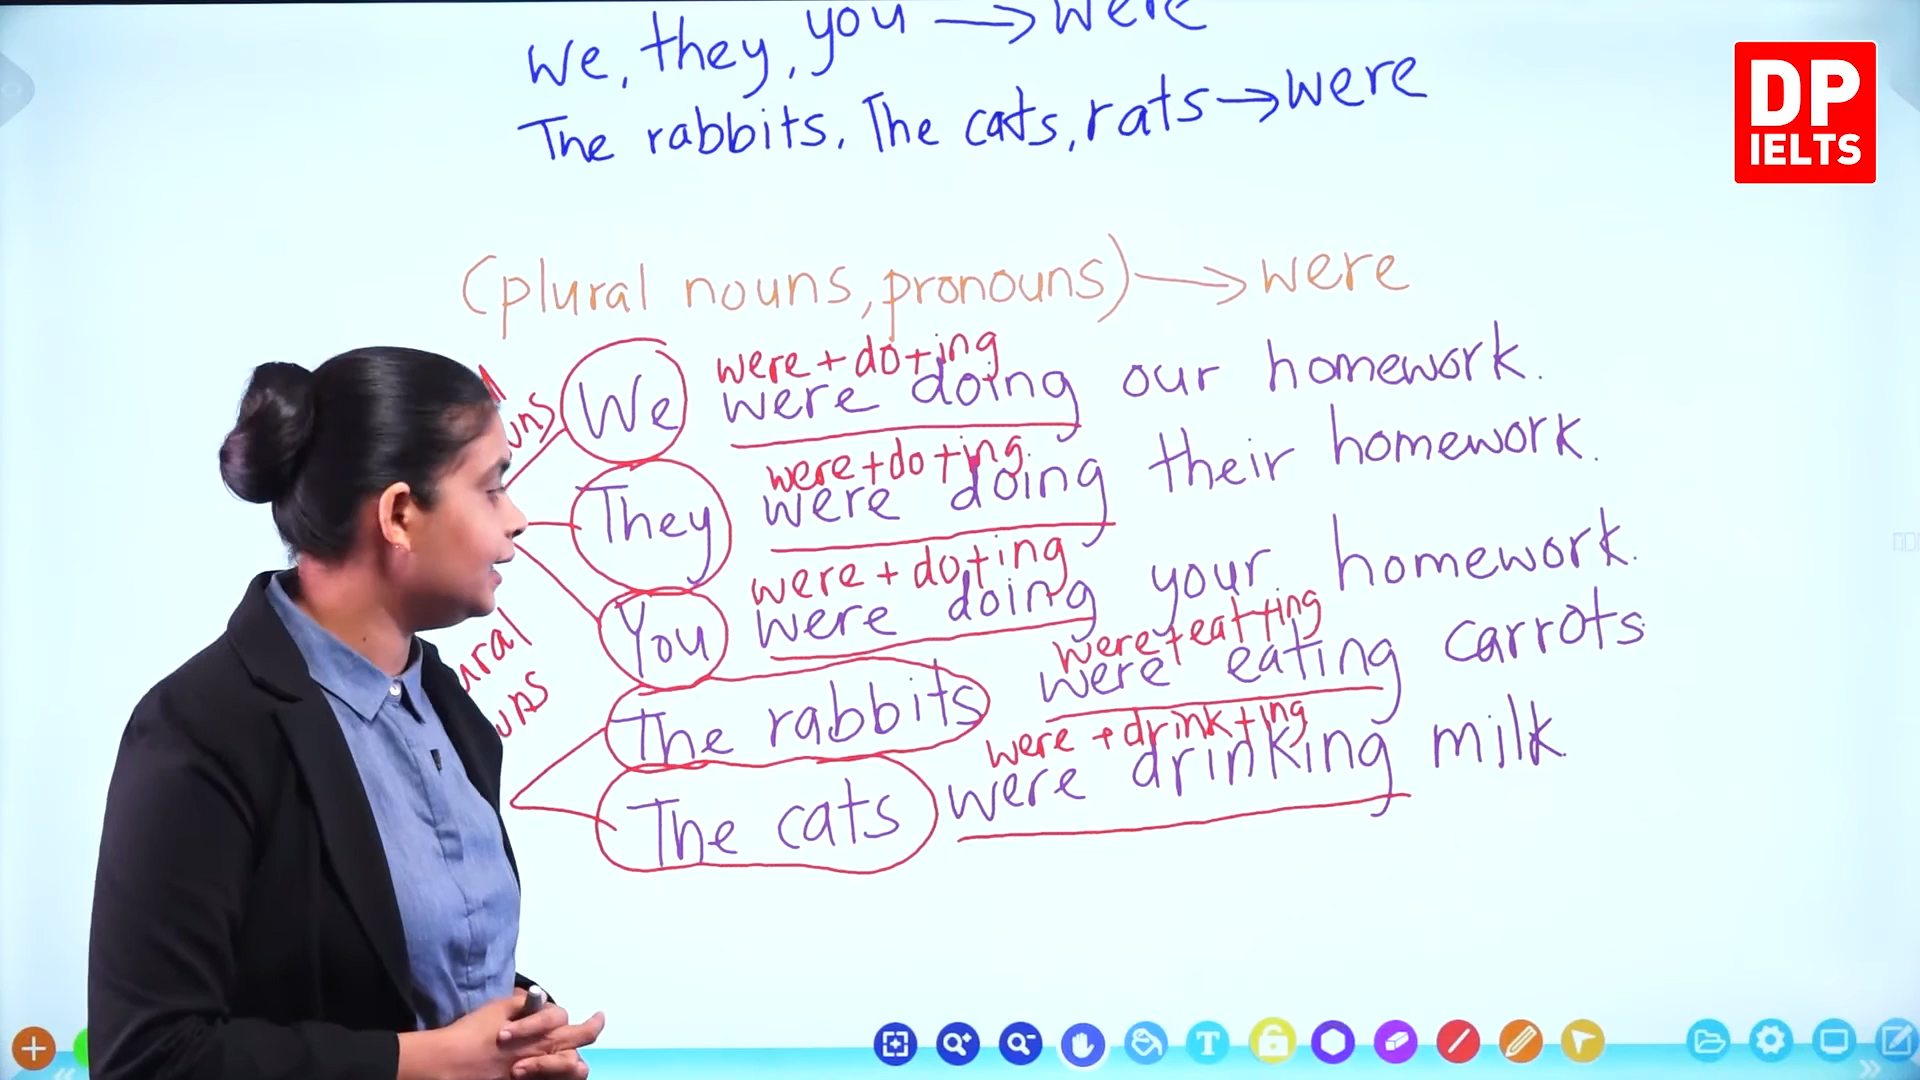 We, they, you → were
The rabbits. The cats, rats → were
DP
IELTS
(plural nouns, pronouns) → were
were + do + ing
We were doing our homework.
were + do + ing.
They were doing their homework.
were + do + ing
You were doing your homework.
were + eat + ing
The rabbits were eating carrots
were + drink + ing
The cats were drinking milk
T